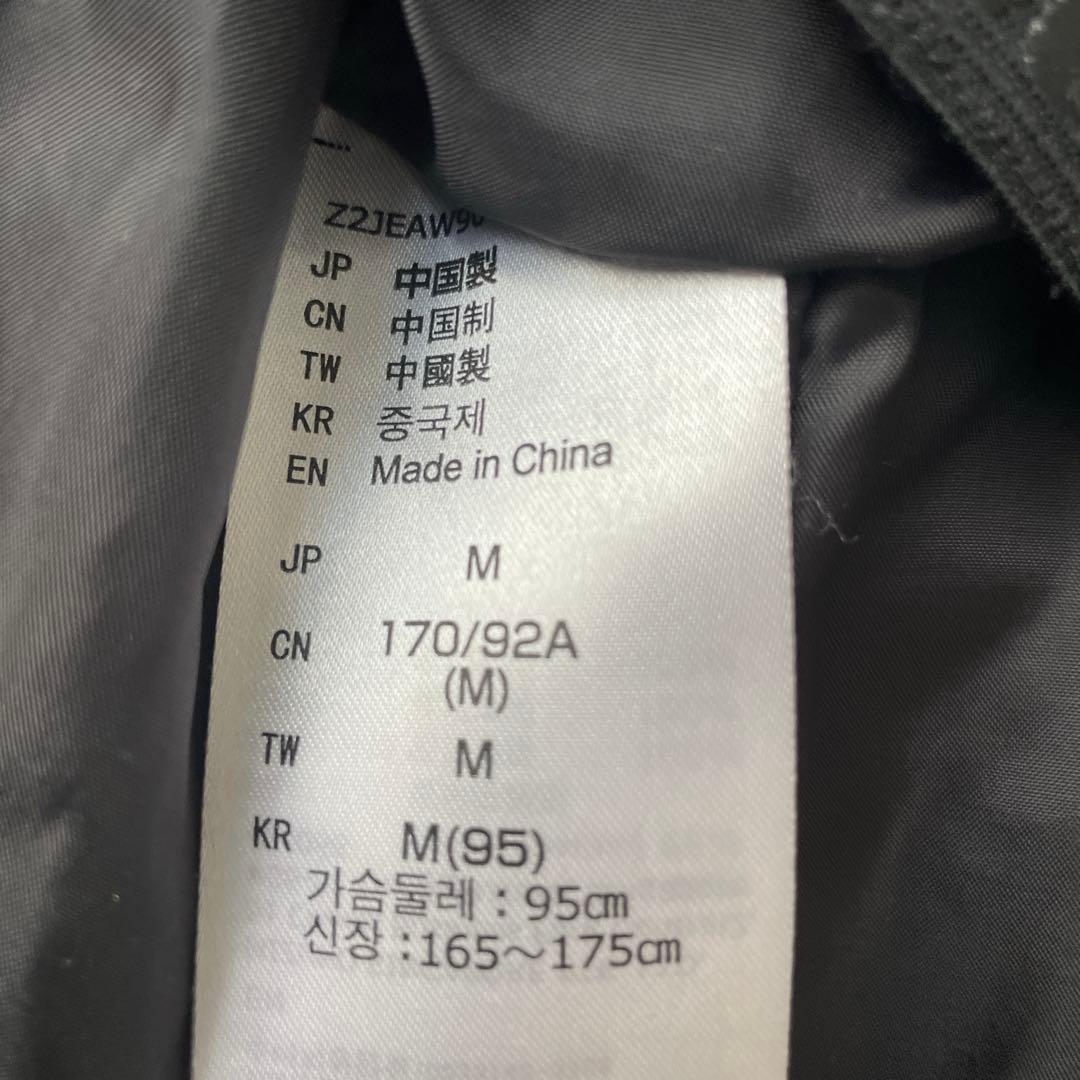 Z2JEAW90
JP 中国製
CN 中国制
TW 中國製
KR 중국제
EN Made in China
JP M
CN 170/92A
(M)
TW M
KR M(95)
가슴둘레 : 95㎝
신장 :165～175㎝